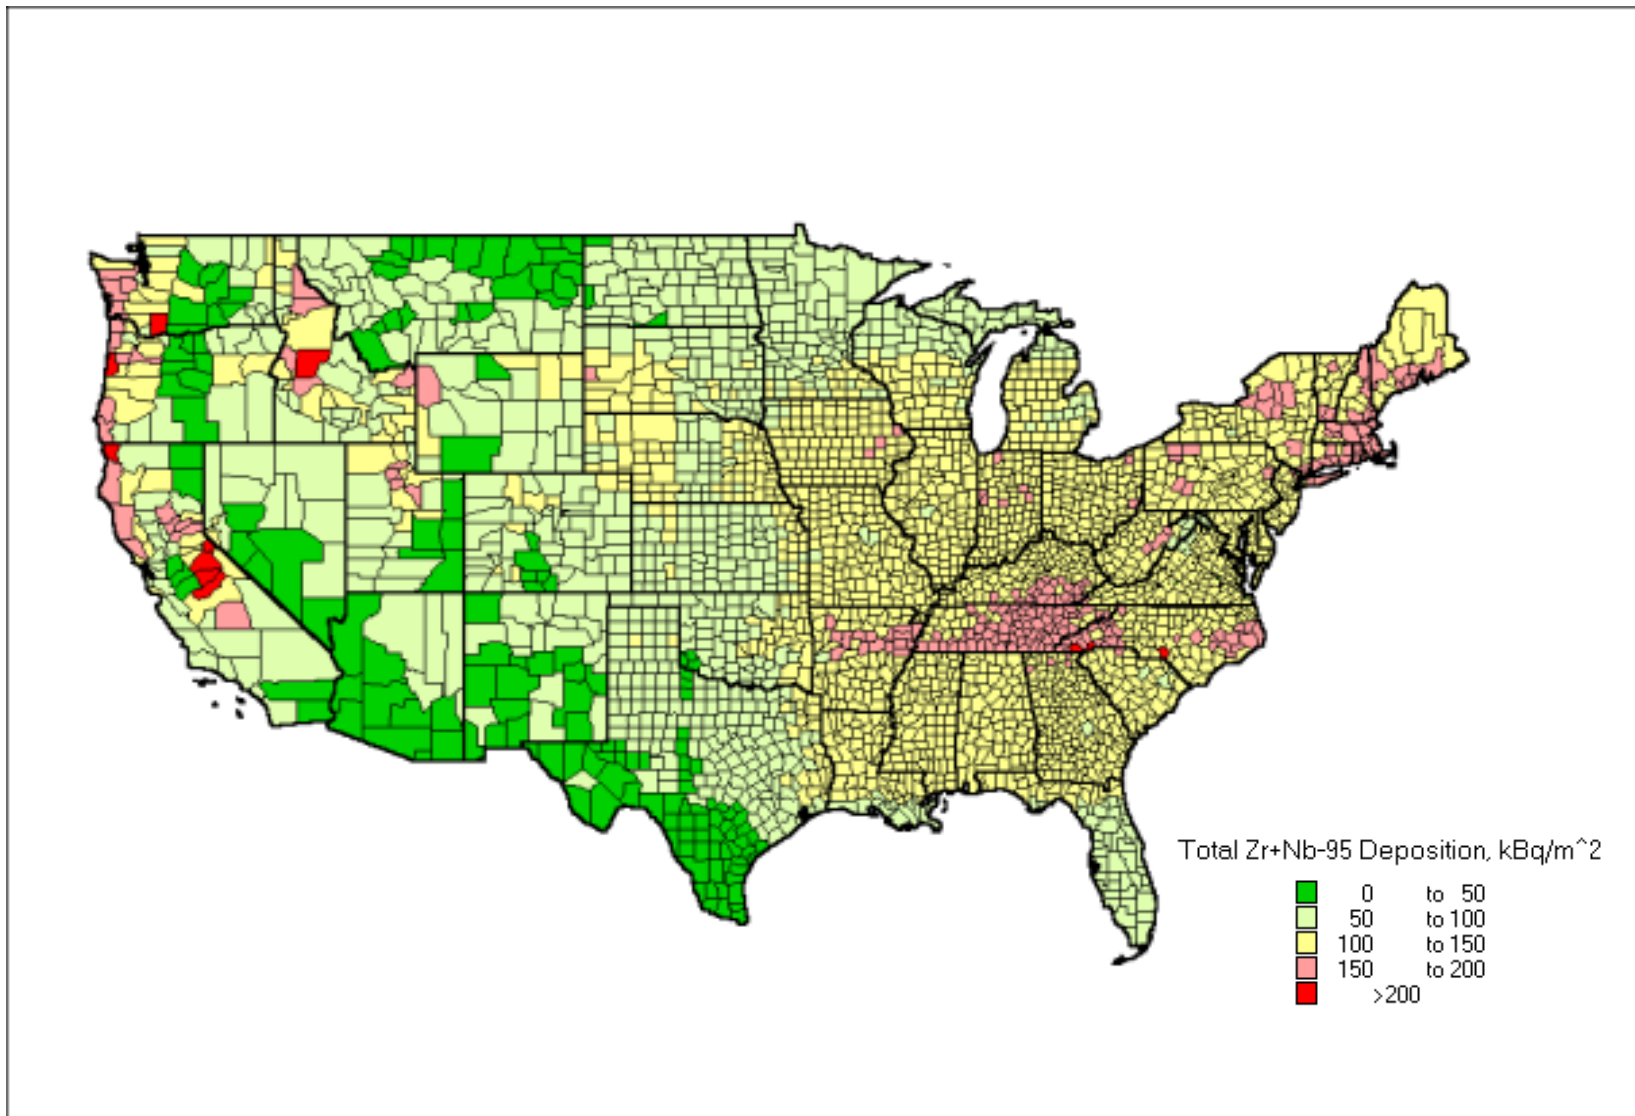 Total Zr+Nb-95 Deposition, kBq/m^2
0 to 50
50 to 100
100 to 150
150 to 200
>200